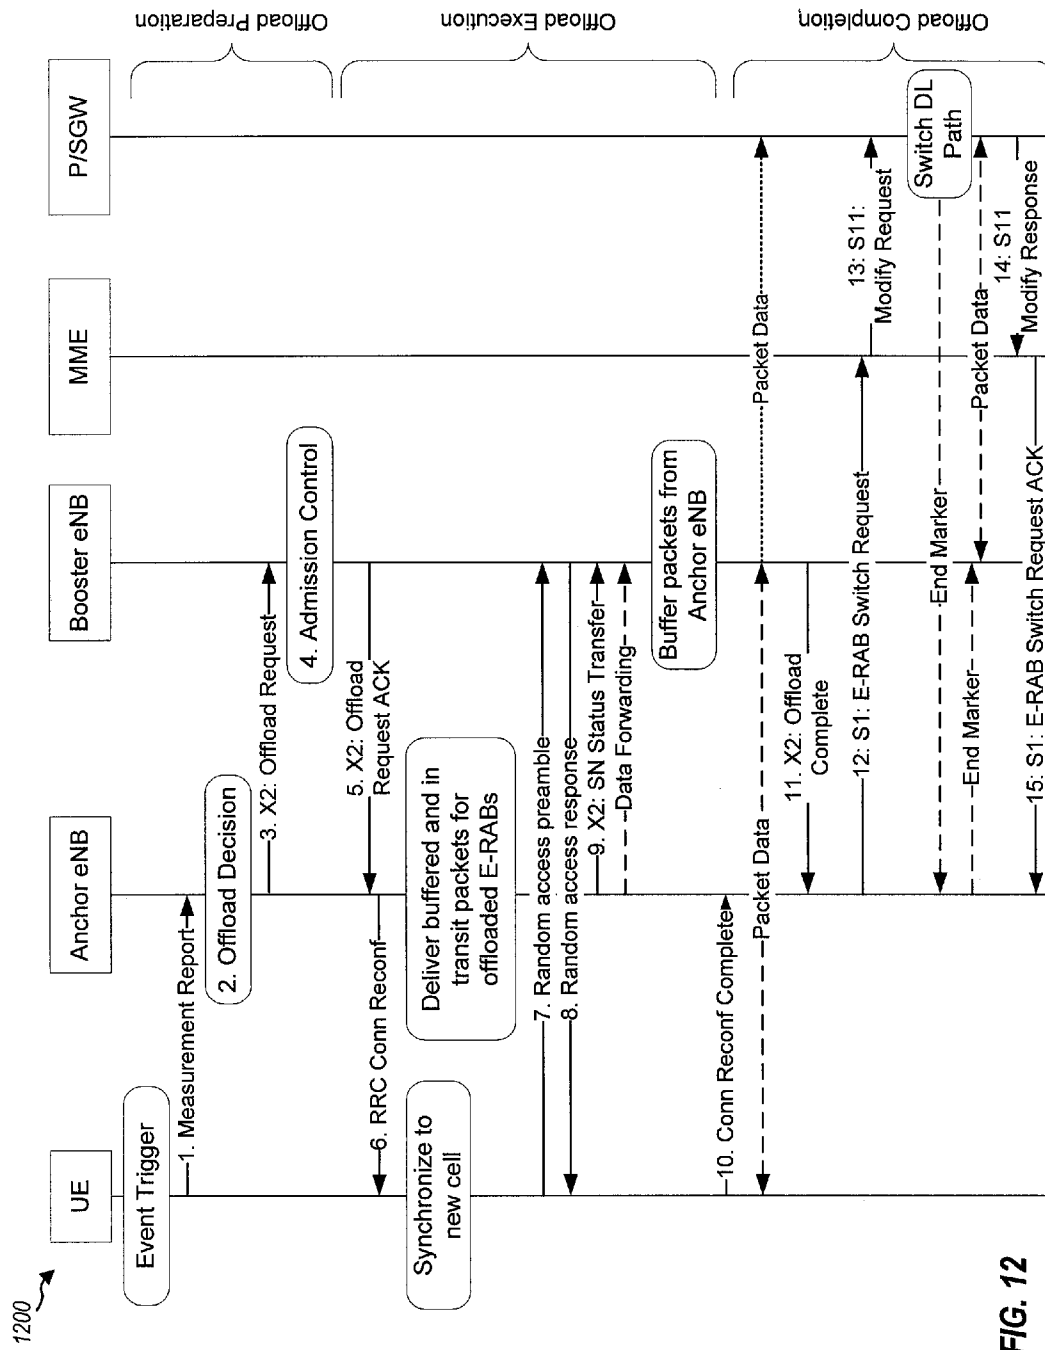 1200
UE
Anchor eNB
Booster eNB
MME
P/SGW
Event Trigger
1. Measurement Report
2. Offload Decision
3. X2: Offload Request
4. Admission Control
Offload Preparation
5. X2: Offload
Request ACK
6. RRC Conn Reconf
Synchronize to
new cell
Deliver buffered and in
transit packets for
offloaded E-RABs
7. Random access preamble
8. Random access response
9. X2: SN Status Transfer
Data Forwarding
Buffer packets from
Anchor eNB
Offload Execution
10. Conn Reconf Complete
Packet Data
Packet Data
11. X2: Offload
Complete
12: S1: E-RAB Switch Request
13: S11:
Modify Request
Switch DL
Path
End Marker
End Marker
Packet Data
14: S11
Modify Response
15: S1: E-RAB Switch Request ACK
Offload Completion
FIG. 12